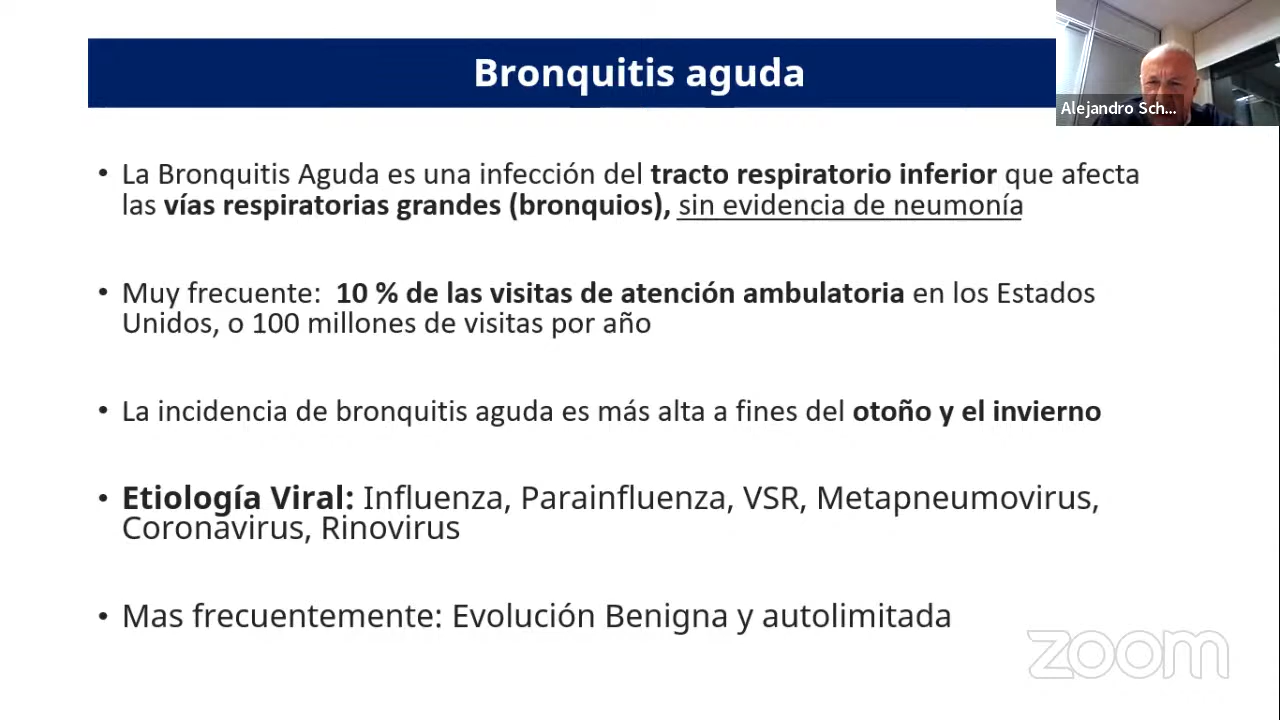 Bronquitis aguda
Alejandro Sch...
• La Bronquitis Aguda es una infección del tracto respiratorio inferior que afecta
las vías respiratorias grandes (bronquios), sin evidencia de neumonía
• Muy frecuente: 10 % de las visitas de atención ambulatoria en los Estados
Unidos, o 100 millones de visitas por año
• La incidencia de bronquitis aguda es más alta a fines del otoño y el invierno
• Etiología Viral: Influenza, Parainfluenza, VSR, Metapneumovirus,
Coronavirus, Rinovirus
• Mas frecuentemente: Evolución Benigna y autolimitada
zoom